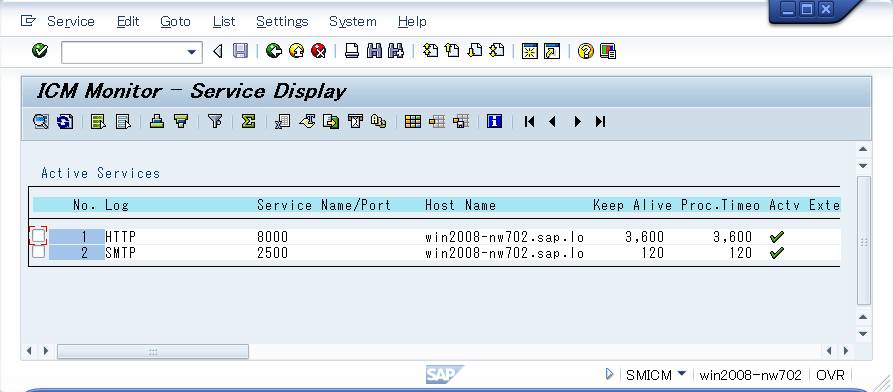 Service Edit Goto List Settings System Help
ICM Monitor - Service Display
Active Services
No. Log Service Name/Port Host Name Keep Alive Proc.Timeo Actv Exte
1 HTTP 8000 win2008-nw702.sap.lo 3,600 3,600
2 SMTP 2500 win2008-nw702.sap.lo 120 120
SAP SMICM win2008-nw702 OVR